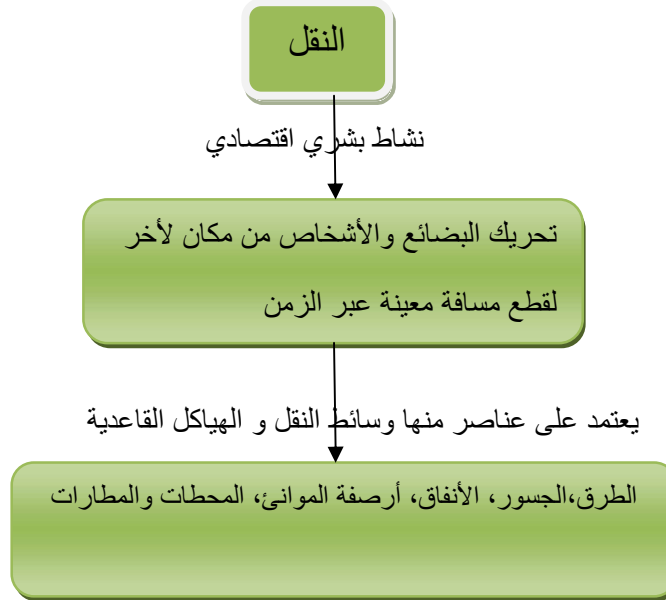 النقل
نشاط بشري اقتصادي
تحريك البضائع والأشخاص من مكان لأخر
لقطع مسافة معينة عبر الزمن
يعتمد على عناصر منها وسائط النقل و الهياكل القاعدية
الطرق،الجسور، الأنفاق، أرصفة الموانئ، المحطات والمطارات